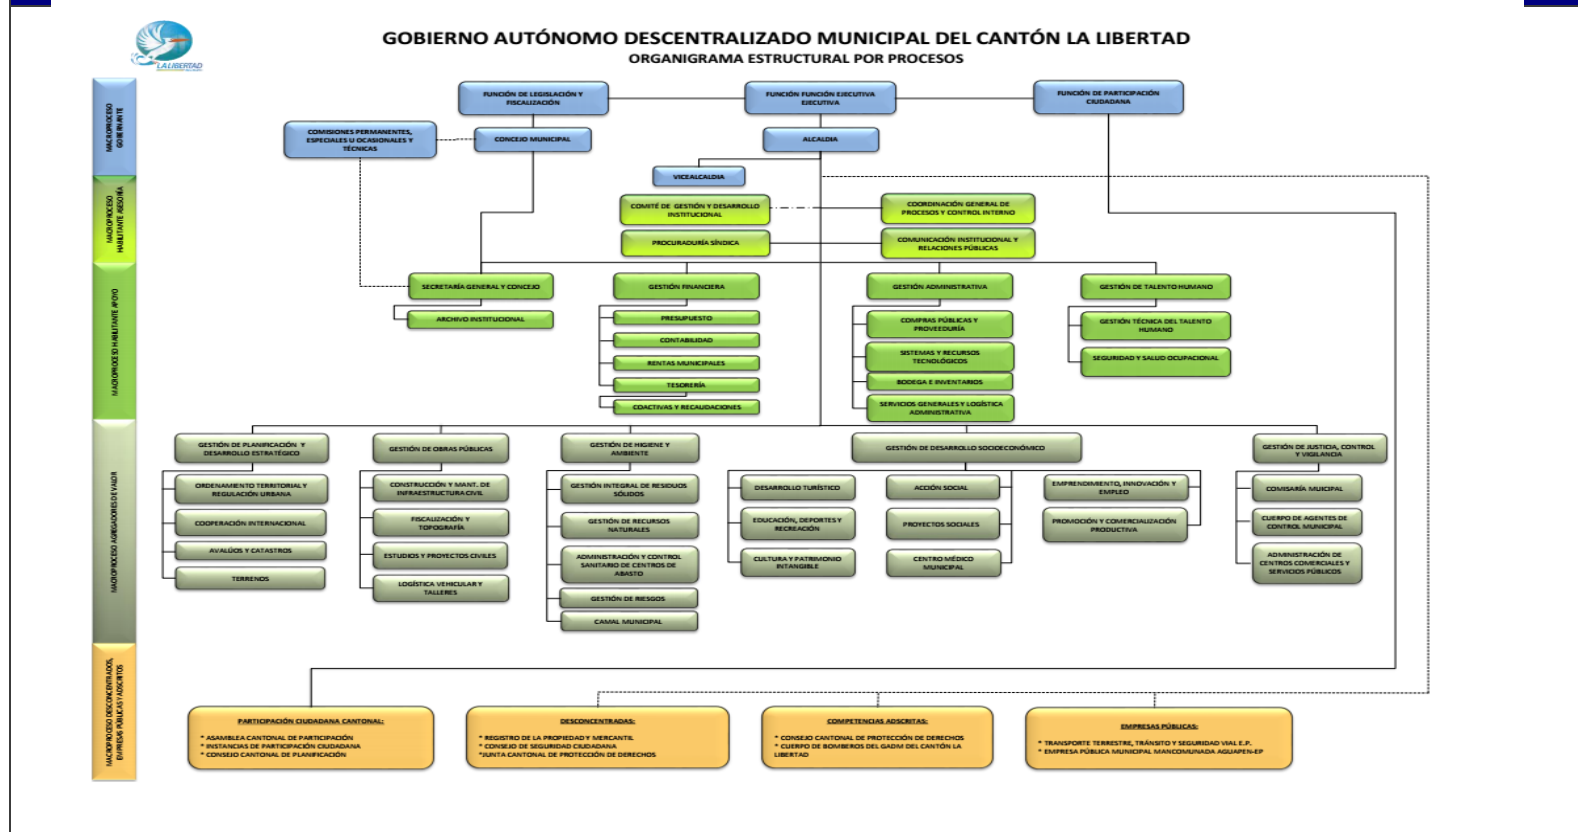 GOBIERNO AUTÓNOMO DESCENTRALIZADO MUNICIPAL DEL CANTÓN LA LIBERTAD
ORGANIGRAMA ESTRUCTURAL POR PROCESOS
LA LIBERTAD
MACROPROCESO
GOBERNANTE
FUNCIÓN DE LEGISLACIÓN Y
FISCALIZACIÓN
FUNCIÓN FUNCIÓN EJECUTIVA
EJECUTIVA
FUNCIÓN DE PARTICIPACIÓN
CIUDADANA
COMISIONES PERMANENTES,
ESPECIALES U OCASIONALES Y
TÉCNICAS
CONCEJO MUNICIPAL
ALCALDIA
VICEALCALDIA
MACROPROCESO
HABILITANTE ASESORÍA
COMITÉ DE GESTIÓN Y DESARROLLO
INSTITUCIONAL
COORDINACIÓN GENERAL DE
PROCESOS Y CONTROL INTERNO
PROCURADURÍA SÍNDICA
COMUNICACIÓN INSTITUCIONAL Y
RELACIONES PÚBLICAS
MACROPROCESO HABILITANTE APOYO
SECRETARÍA GENERAL Y CONCEJO
ARCHIVO INSTITUCIONAL
GESTIÓN FINANCIERA
PRESUPUESTO
CONTABILIDAD
RENTAS MUNICIPALES
TESORERÍA
COACTIVAS Y RECAUDACIONES
GESTIÓN ADMINISTRATIVA
COMPRAS PÚBLICAS Y
PROVEEDURÍA
SISTEMAS Y RECURSOS
TECNOLÓGICOS
BODEGA E INVENTARIOS
SERVICIOS GENERALES Y LOGÍSTICA
ADMINISTRATIVA
GESTIÓN DE TALENTO HUMANO
GESTIÓN TÉCNICA DEL TALENTO
HUMANO
SEGURIDAD Y SALUD OCUPACIONAL
MACROPROCESO AGREGADORES DE VALOR
GESTIÓN DE PLANIFICACIÓN Y
DESARROLLO ESTRATÉGICO
ORDENAMIENTO TERRITORIAL Y
REGULACIÓN URBANA
COOPERACIÓN INTERNACIONAL
AVALÚOS Y CATASTROS
TERRENOS
GESTIÓN DE OBRAS PÚBLICAS
CONSTRUCCIÓN Y MANT. DE
INFRAESTRUCTURA CIVIL
FISCALIZACIÓN Y
TOPOGRAFÍA
ESTUDIOS Y PROYECTOS CIVILES
LOGÍSTICA VEHICULAR Y
TALLERES
GESTIÓN DE HIGIENE Y
AMBIENTE
GESTIÓN INTEGRAL DE RESIDUOS
SÓLIDOS
GESTIÓN DE RECURSOS
NATURALES
ADMINISTRACIÓN Y CONTROL
SANITARIO DE CENTROS DE
ABASTO
GESTIÓN DE RIESGOS
CAMAL MUNICIPAL
GESTIÓN DE DESARROLLO SOCIOECONÓMICO
DESARROLLO TURÍSTICO
EDUCACIÓN, DEPORTES Y
RECREACIÓN
CULTURA Y PATRIMONIO
INTANGIBLE
ACCIÓN SOCIAL
PROYECTOS SOCIALES
CENTRO MÉDICO
MUNICIPAL
EMPRENDIMIENTO, INNOVACIÓN Y
EMPLEO
PROMOCIÓN Y COMERCIALIZACIÓN
PRODUCTIVA
GESTIÓN DE JUSTICIA, CONTROL
Y VIGILANCIA
COMISARÍA MUICIPAL
CUERPO DE AGENTES DE
CONTROL MUNICIPAL
ADMINISTRACIÓN DE
CENTROS COMERCIALES Y
SERVICIOS PÚBLICOS
MACROPROCESO DESCONCENTRADOS,
EMPRESAS PÚBLICAS Y ADSCRITOS
PARTICIPACIÓN CIUDADANA CANTONAL:
* ASAMBLEA CANTONAL DE PARTICIPACIÓN
* INSTANCIAS DE PARTICIPACIÓN CIUDADANA
* CONSEJO CANTONAL DE PLANIFICACIÓN
DESCONCENTRADAS:
* REGISTRO DE LA PROPIEDAD Y MERCANTIL
* CONSEJO DE SEGURIDAD CIUDADANA
*JUNTA CANTONAL DE PROTECCIÓN DE DERECHOS
COMPETENCIAS ADSCRITAS:
* CONSEJO CANTONAL DE PROTECCIÓN DE DERECHOS
* CUERPO DE BOMBEROS DEL GADM DEL CANTÓN LA
LIBERTAD
EMPRESAS PÚBLICAS:
* TRANSPORTE TERRESTRE, TRÁNSITO Y SEGURIDAD VIAL E.P.
* EMPRESA PÚBLICA MUNICIPAL MANCOMUNADA AGUAPEN-EP